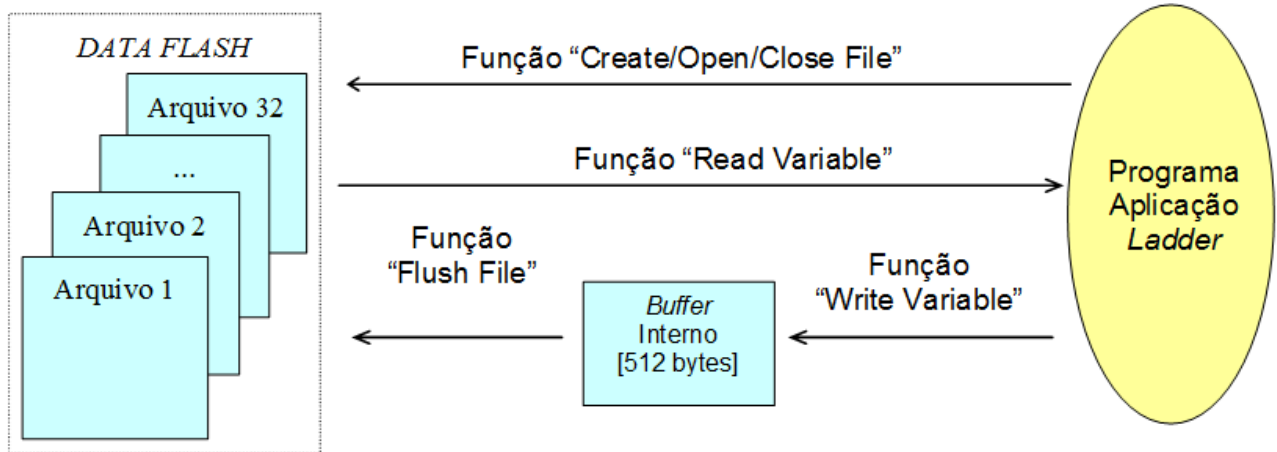 DATA FLASH
Arquivo 32
...
Arquivo 2
Arquivo 1
Função “Create/Open/Close File”
Função “Read Variable”
Função
“Flush File”
Buffer
Interno
[512 bytes]
Função
“Write Variable”
Programa
Aplicação
Ladder